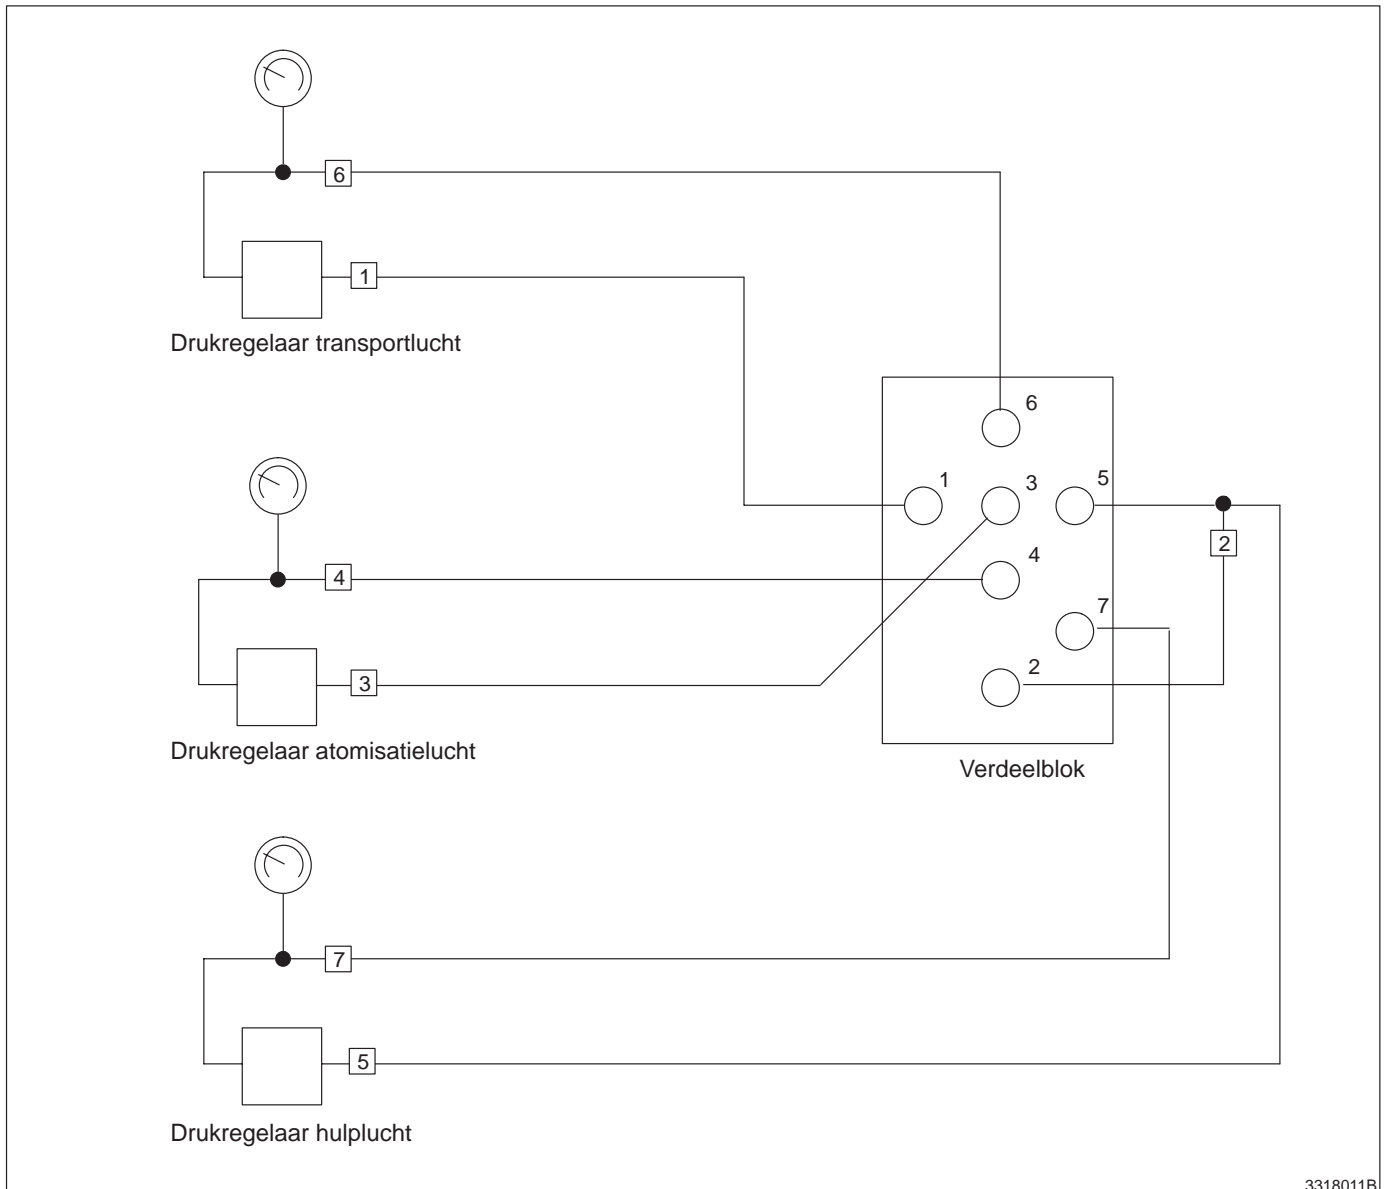 6
1
Drukregelaar transportlucht
6
1
3
5
2
4
4
7
3
2
Drukregelaar atomisatielucht
Verdeelblok
7
5
Drukregelaar hulplucht
3318011B